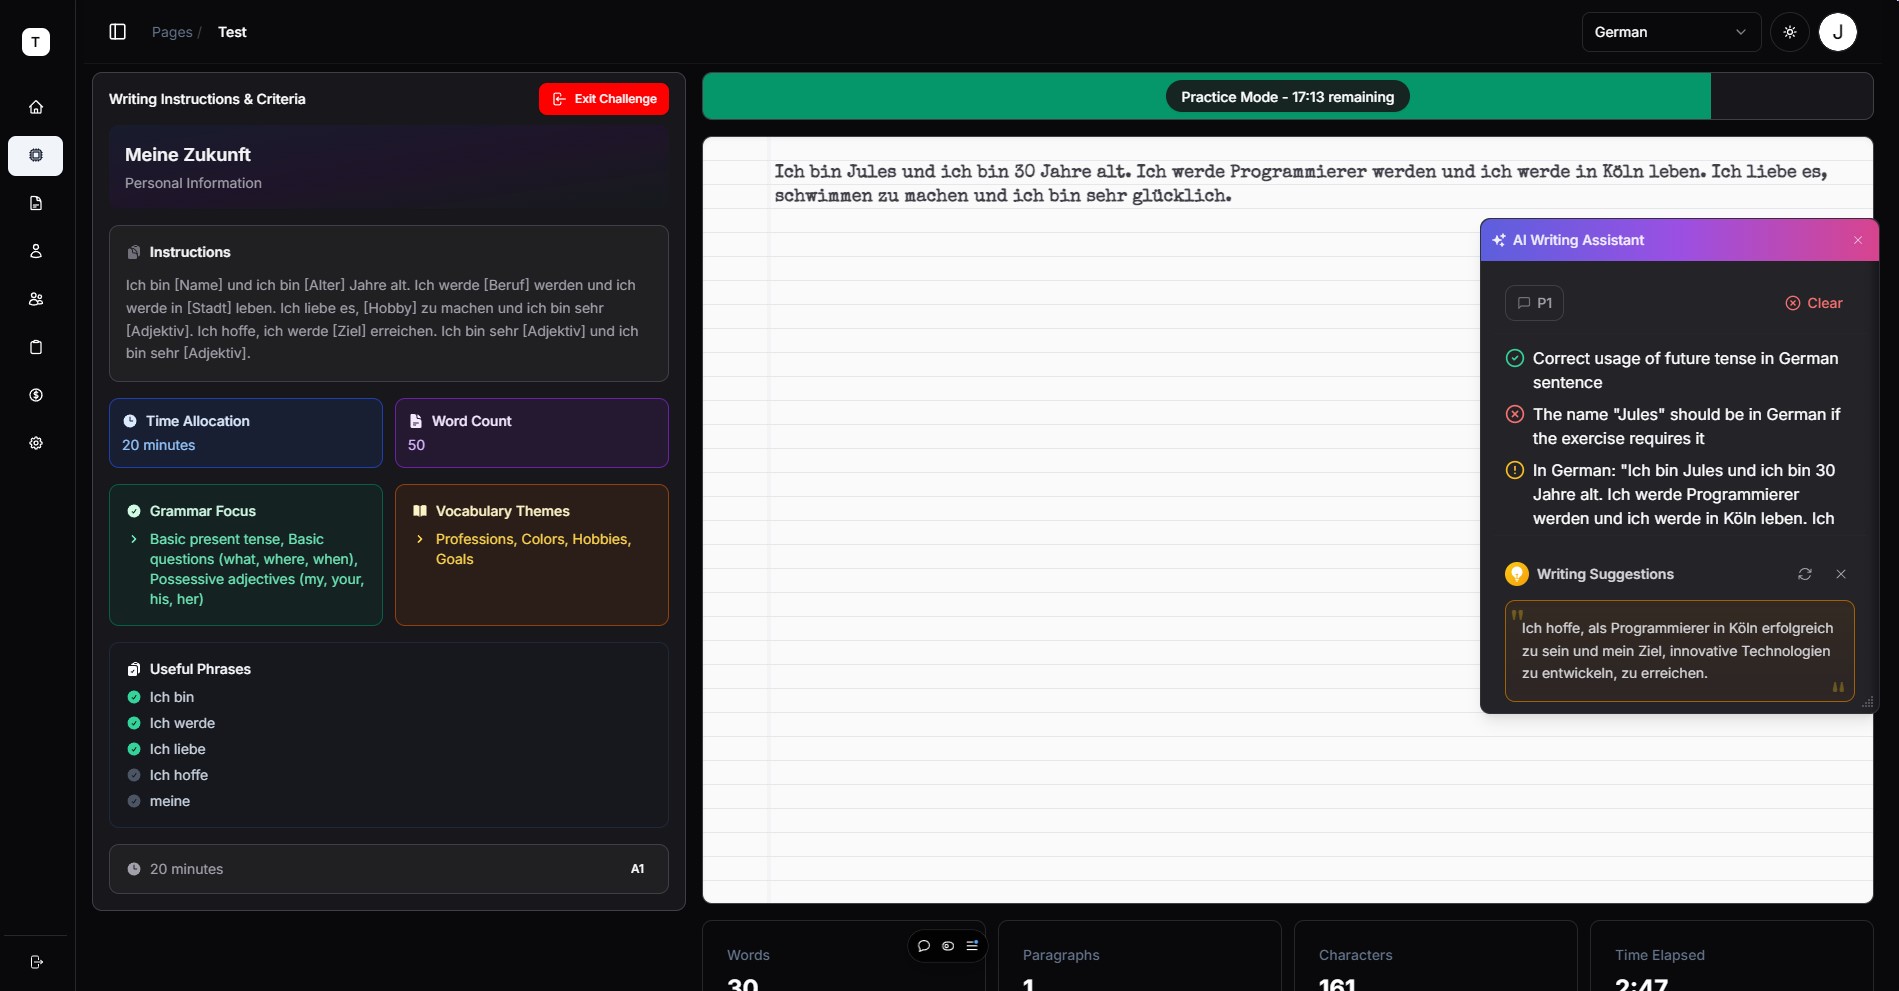 T
Pages / Test
German
J
Writing Instructions & Criteria
Exit Challenge
Meine Zukunft
Personal Information
Instructions
Ich bin [Name] und ich bin [Alter] Jahre alt. Ich werde [Beruf] werden und ich
werde in [Stadt] leben. Ich liebe es, [Hobby] zu machen und ich bin sehr
[Adjektiv]. Ich hoffe, ich werde [Ziel] erreichen. Ich bin sehr [Adjektiv] und ich
bin sehr [Adjektiv].
Time Allocation
20 minutes
Word Count
50
Grammar Focus
Basic present tense, Basic
questions (what, where, when),
Possessive adjectives (my, your,
his, her)
Vocabulary Themes
Professions, Colors, Hobbies,
Goals
Useful Phrases
Ich bin
Ich werde
Ich liebe
Ich hoffe
meine
20 minutes
A1
Practice Mode - 17:13 remaining
Ich bin Jules und ich bin 30 Jahre alt. Ich werde Programmierer werden und ich werde in Köln leben. Ich liebe es,
schwimmen zu machen und ich bin sehr glücklich.
AI Writing Assistant
P1
Clear
Correct usage of future tense in German
sentence
The name "Jules" should be in German if
the exercise requires it
In German: "Ich bin Jules und ich bin 30
Jahre alt. Ich werde Programmierer
werden und ich werde in Köln leben. Ich
Writing Suggestions
Ich hoffe, als Programmierer in Köln erfolgreich
zu sein und mein Ziel, innovative Technologien
zu entwickeln, zu erreichen.
Words
30
Paragraphs
1
Characters
161
Time Elapsed
2:47